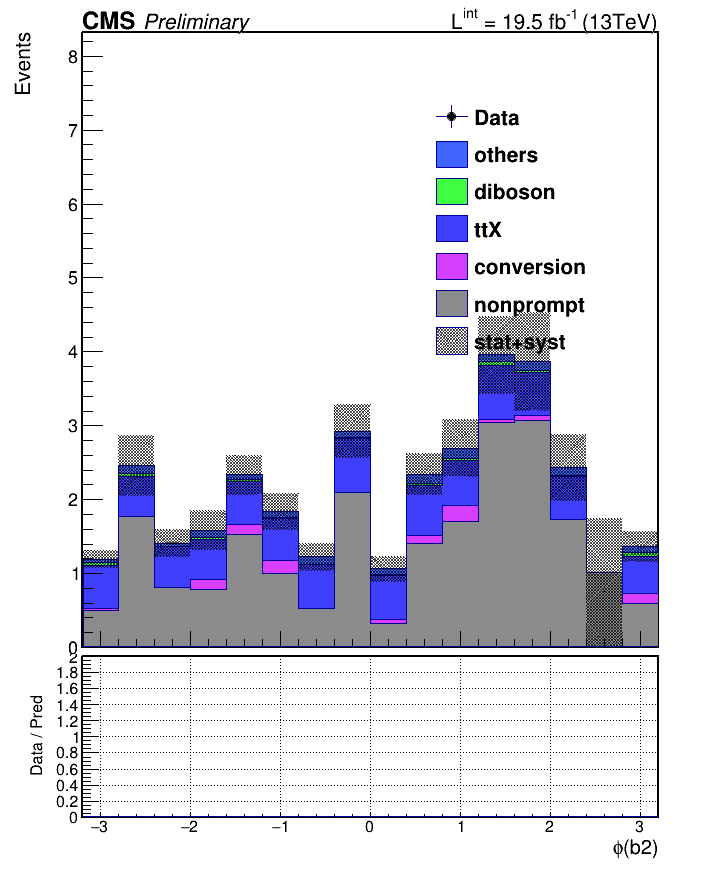 CMS Preliminary L^int = 19.5 fb^-1 (13TeV)
Events
8
7
6
5
4
3
2
1
0
Data
others
diboson
ttX
conversion
nonprompt
stat+syst
Data / Pred
2
1.8
1.6
1.4
1.2
1
0.8
0.6
0.4
0.2
0
−3 −2 −1 0 1 2 3
ϕ(b2)